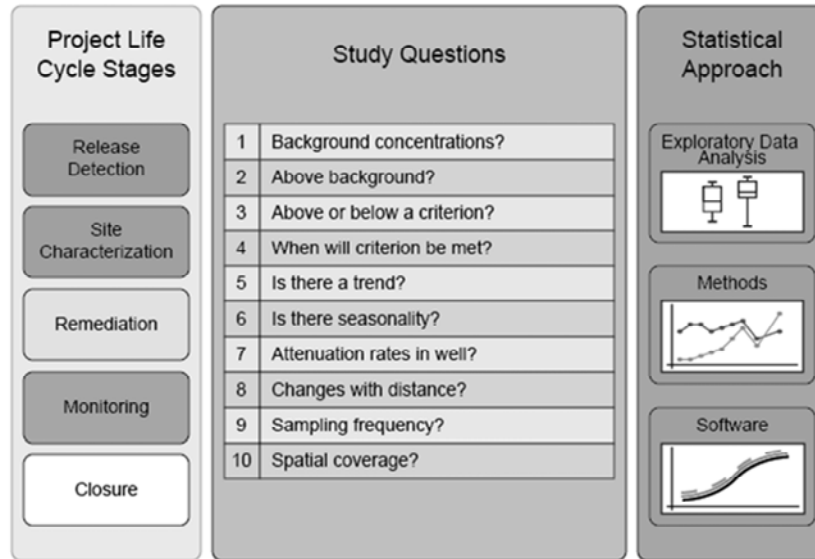 Project Life
Cycle Stages
Release
Detection
Site
Characterization
Remediation
Monitoring
Closure
Study Questions
1 Background concentrations?
2 Above background?
3 Above or below a criterion?
4 When will criterion be met?
5 Is there a trend?
6 Is there seasonality?
7 Attenuation rates in well?
8 Changes with distance?
9 Sampling frequency?
10 Spatial coverage?
Statistical
Approach
Exploratory Data
Analysis
Methods
Software